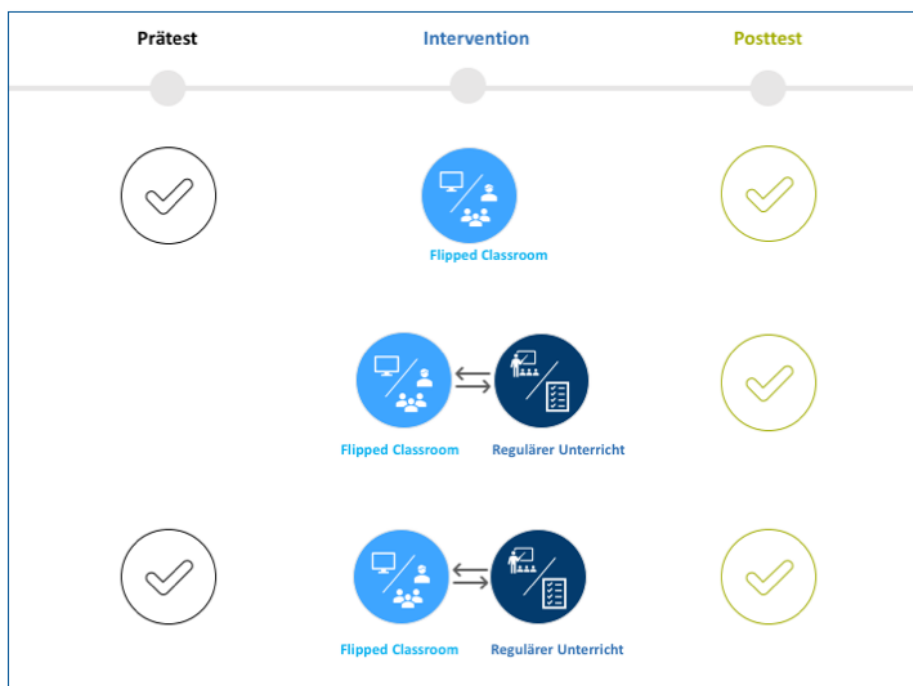 Prätest
Intervention
Posttest
Flipped Classroom
Flipped Classroom
Regulärer Unterricht
Flipped Classroom
Regulärer Unterricht